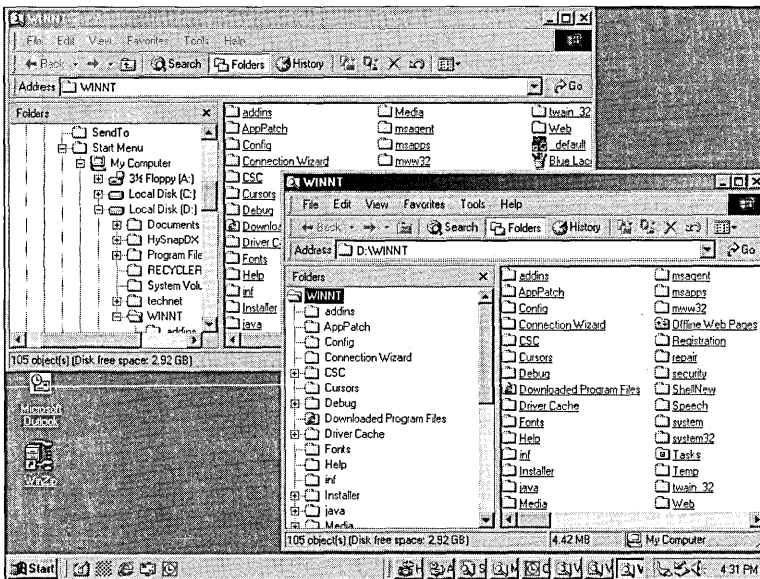 WINNT
File Edit View Favorites Tools Help
Back Search Folders History
Address WINNT Go
Folders
SendTo
Start Menu
My Computer
3½ Floppy (A:)
Local Disk (C:)
Local Disk (D:)
Documents
HySnapDX
Program File
RECYCLER
System Volu
technet
WINNT
addins
addins
AppPatch
Config
Connection Wizard
CSC
Cursors
Debug
Downloa
Driver C
Fonts
Help
inf
Installer
java
Media
msagent
msapps
mww32
twain_32
Web
_default
Blue Lac
105 object(s) (Disk free space: 2.92 GB)
WINNT
File Edit View Favorites Tools Help
Back Search Folders History
Address D:\WINNT Go
Folders
WINNT
addins
AppPatch
Config
Connection Wizard
CSC
Cursors
Debug
Downloaded Program Files
Driver Cache
Fonts
Help
inf
Installer
java
Media
addins
AppPatch
Config
Connection Wizard
CSC
Cursors
Debug
Downloaded Program Files
Driver Cache
Fonts
Help
inf
Installer
java
Media
msagent
msapps
mww32
Offline Web Pages
Registration
repair
security
ShellNew
Speech
system
system32
Tasks
Temp
twain_32
Web
105 object(s) (Disk free space: 2.92 GB) 4.42 MB My Computer
Microsoft
Outlook
WinZip
Start 4:31 PM